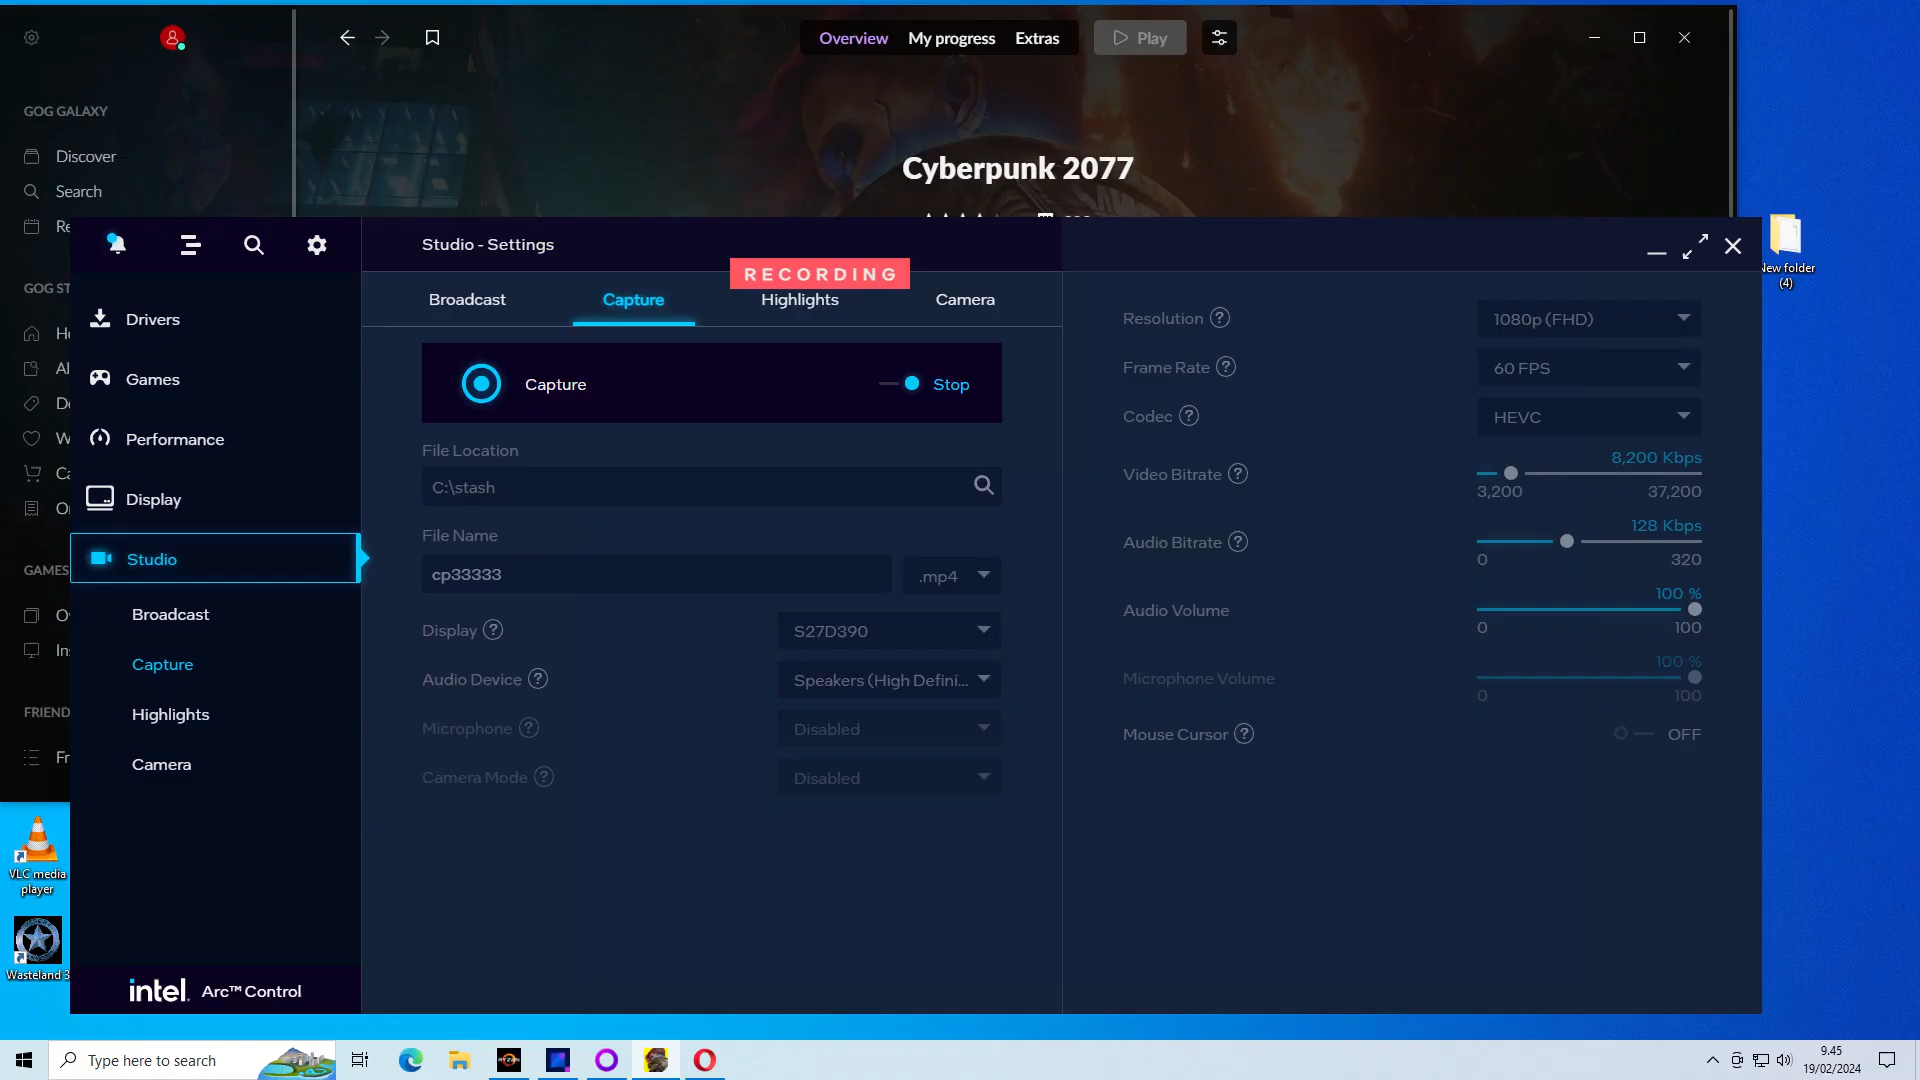 Overview My progress Extras Play
GOG GALAXY
Discover
Search
Cyberpunk 2077
Studio - Settings
RECORDING
Broadcast Capture Highlights Camera
Drivers
Games
Performance
Display
Studio
Broadcast
Capture
Highlights
Camera
intel. Arc™ Control
Capture Stop
File Location
C:\stash
File Name
cp33333 .mp4
Display ? S27D390
Audio Device ? Speakers (High Defini...
Microphone ? Disabled
Camera Mode ? Disabled
Resolution ? 1080p (FHD)
Frame Rate ? 60 FPS
Codec ? HEVC
8,200 Kbps
Video Bitrate ?
3,200 37,200
128 Kbps
Audio Bitrate ?
0 320
100 %
Audio Volume
0 100
100 %
Microphone Volume
0 100
Mouse Cursor ? OFF
GAMES
FRIEND
New folder
(4)
VLC media
player
Wasteland 3
RYZEN
Type here to search
9.45
19/02/2024